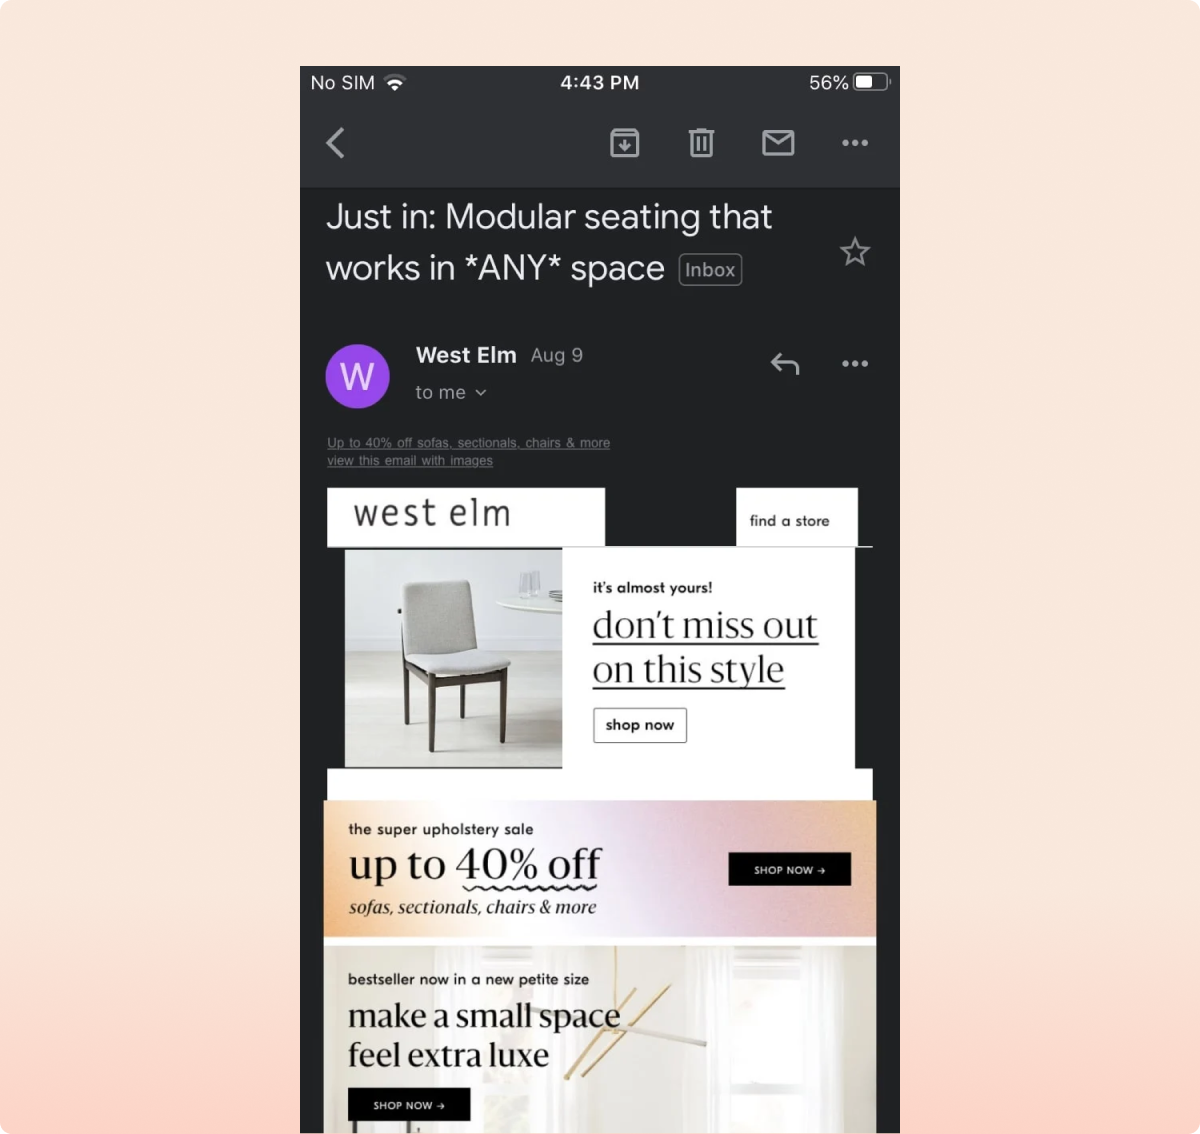 No SIM 4:43 PM 56%
Just in: Modular seating that
works in *ANY* space Inbox
W
West Elm Aug 9
to me
Up to 40% off sofas, sectionals, chairs & more
view this email with images
west elm
find a store
it's almost yours!
don't miss out
on this style
shop now
the super upholstery sale
up to 40% off
sofas, sectionals, chairs & more
SHOP NOW →
bestseller now in a new petite size
make a small space
feel extra luxe
SHOP NOW →